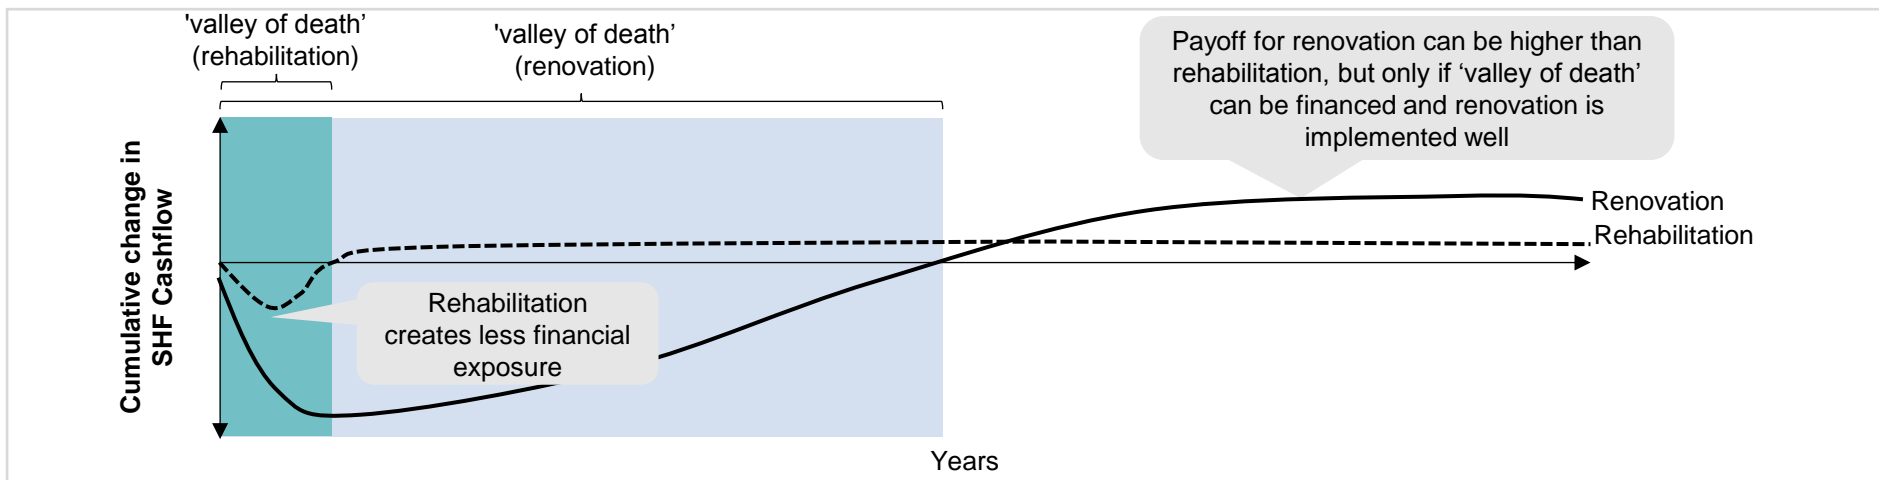 'valley of death’
(rehabilitation)
'valley of death’
(renovation)
Payoff for renovation can be higher than
rehabilitation, but only if ‘valley of death’
can be financed and renovation is
implemented well
Cumulative change in
SHF Cashflow
Renovation
Rehabilitation
Rehabilitation
creates less financial
exposure
Years